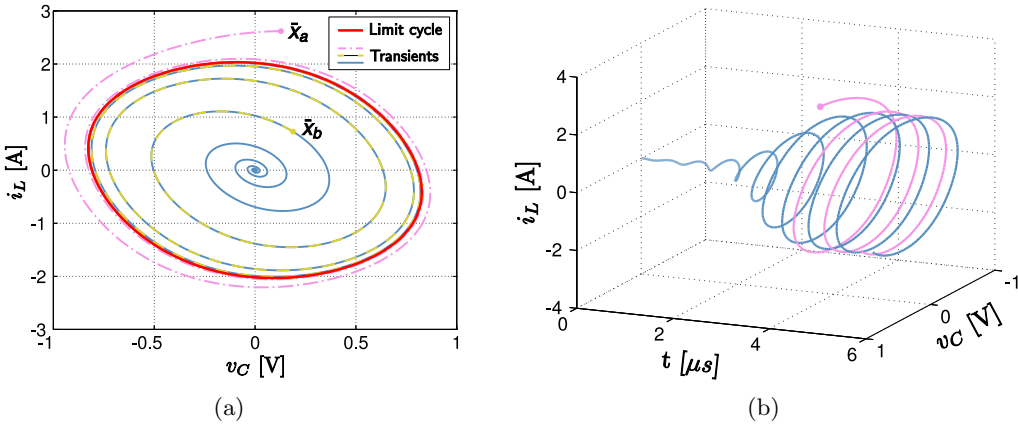 3
2
1
0
-1
-2
-3
-1
-0.5
0
0.5
1
i_L [A]
v_C [V]
x̄_a
x̄_b
Limit cycle
Transients
(a)
4
2
0
-2
-4
i_L [A]
0
2
4
6
t [μs]
1
0
-1
v_C [V]
(b)